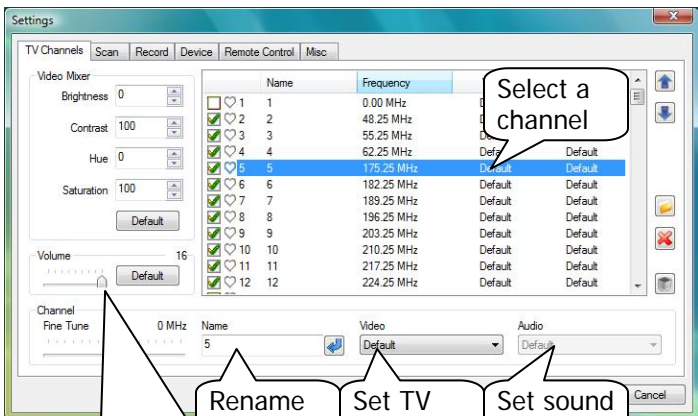 Settings
TV Channels Scan Record Device Remote Control Misc
Video Mixer
Brightness 0
Contrast 100
Hue 0
Saturation 100
Default
Volume 16
Default
Name Frequency
1 1 0.00 MHz
2 2 48.25 MHz
3 3 55.25 MHz
4 4 62.25 MHz Default Default
5 5 175.25 MHz Default Default
6 6 182.25 MHz Default Default
7 7 189.25 MHz Default Default
8 8 196.25 MHz Default Default
9 9 203.25 MHz Default Default
10 10 210.25 MHz Default Default
11 11 217.25 MHz Default Default
12 12 224.25 MHz Default Default
Select a
channel
Channel
Fine Tune 0 MHz Name Video Audio
5 Default Default
Rename
Set TV
Set sound
Cancel